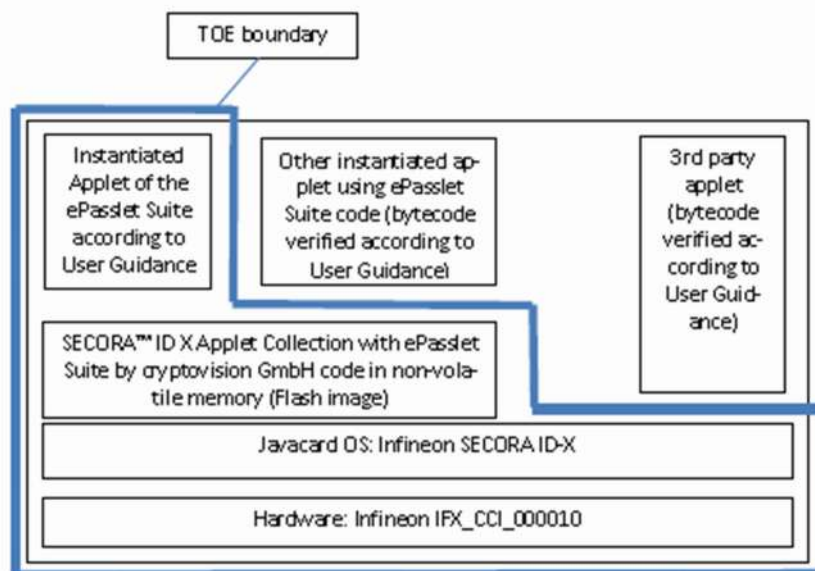 TOE boundary
Instantiated
Applet of the
ePasslet Suite
according to
User Guidance
Other instantiated ap-
plet using ePasslet
Suite code (bytecode
verified according to
User Guidance)
3rd party
applet
(bytecode
verified ac-
cording to
User Guid-
ance)
SECORA™ ID X Applet Collection with ePasslet
Suite by cryptovision GmbH code in non-vola-
tile memory (Flash image)
Javacard OS: Infineon SECORA ID-X
Hardware: Infineon IFX_CCI_000010